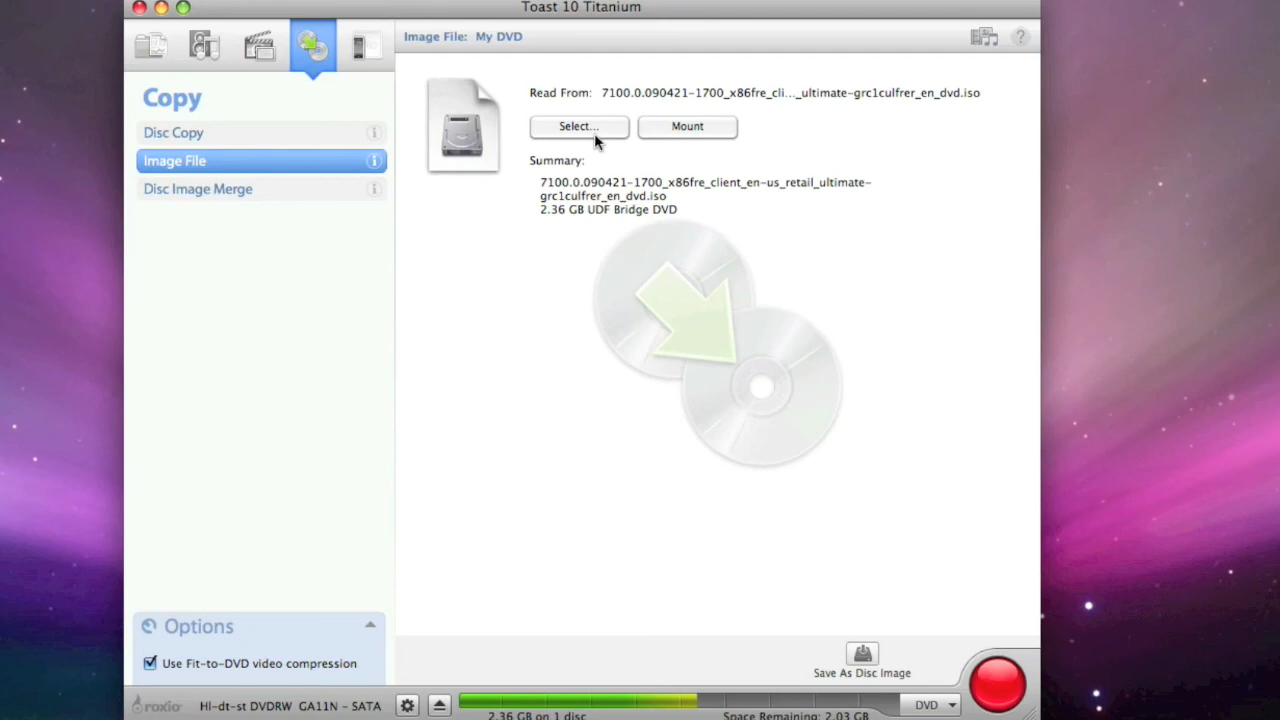 Toast 10 Titanium
Image File: My DVD
?
Copy
Disc Copy
Image File
Disc Image Merge
Read From: 7100.0.090421-1700_x86fre_cli..._ultimate-grc1culfrer_en_dvd.iso
Select...
Mount
Summary:
7100.0.090421-1700_x86fre_client_en-us_retail_ultimate-
grc1culfrer_en_dvd.iso
2.36 GB UDF Bridge DVD
Options
Use Fit-to-DVD video compression
Save As Disc Image
roxio
Hl-dt-st DVDRW GA11N - SATA
DVD
2.36 GB on 1 disc
Space Remaining: 2.03 GB